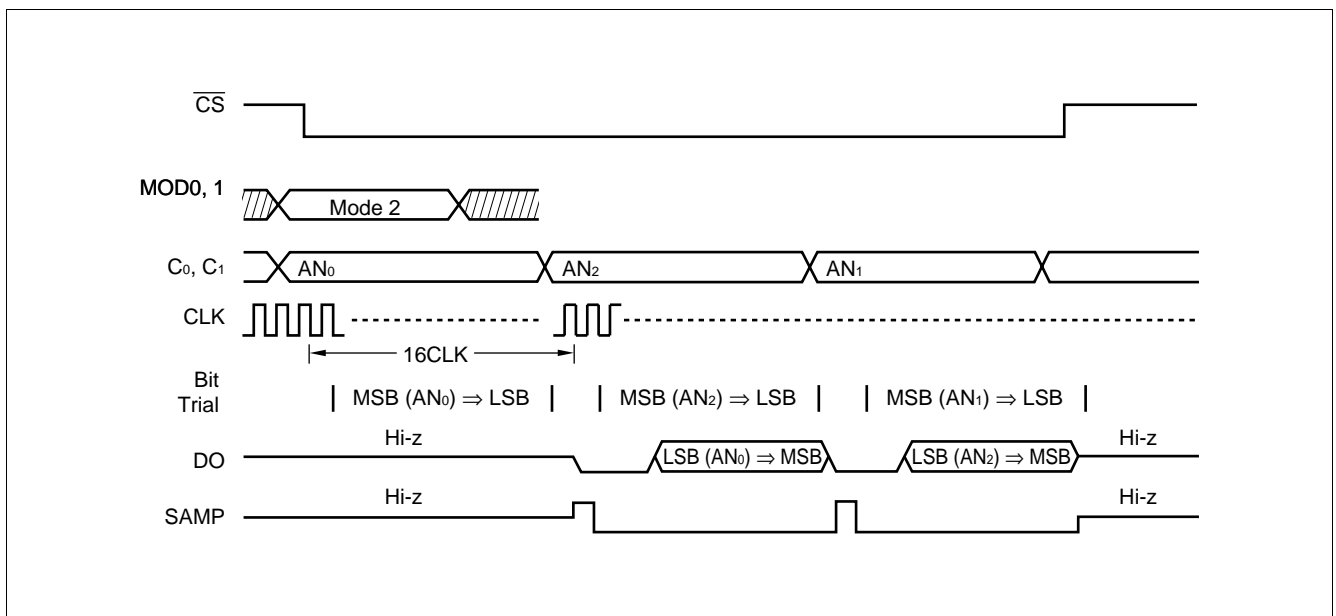 CS
MOD0, 1
Mode 2
C0, C1
AN0
AN2
AN1
CLK
16CLK
Bit
Trial
MSB (AN0) ⇒ LSB
MSB (AN2) ⇒ LSB
MSB (AN1) ⇒ LSB
DO
Hi-z
LSB (AN0) ⇒ MSB
LSB (AN2) ⇒ MSB
Hi-z
SAMP
Hi-z
Hi-z